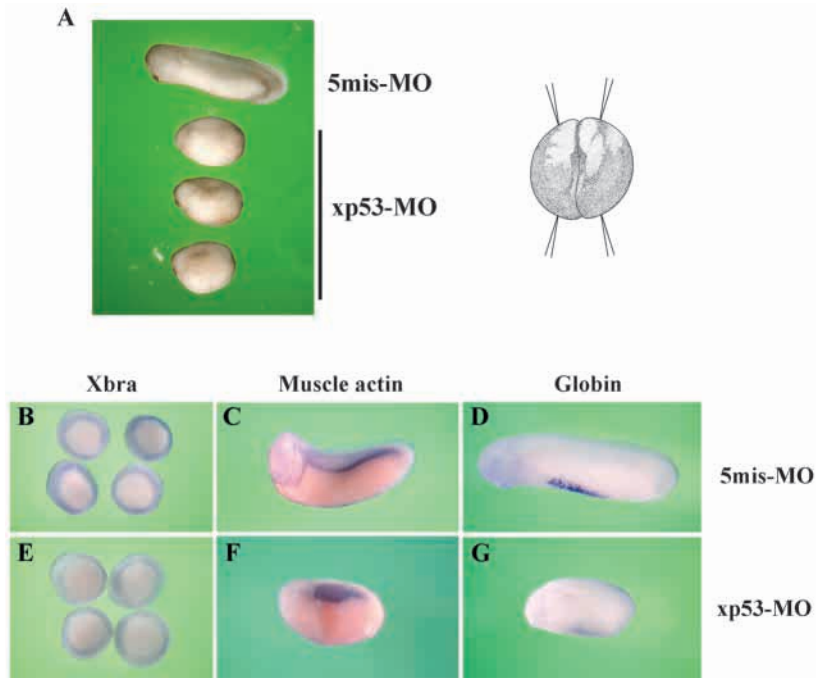 A
5mis-MO
xp53-MO
Xbra Muscle actin Globin
B C D
5mis-MO
E F G
xp53-MO